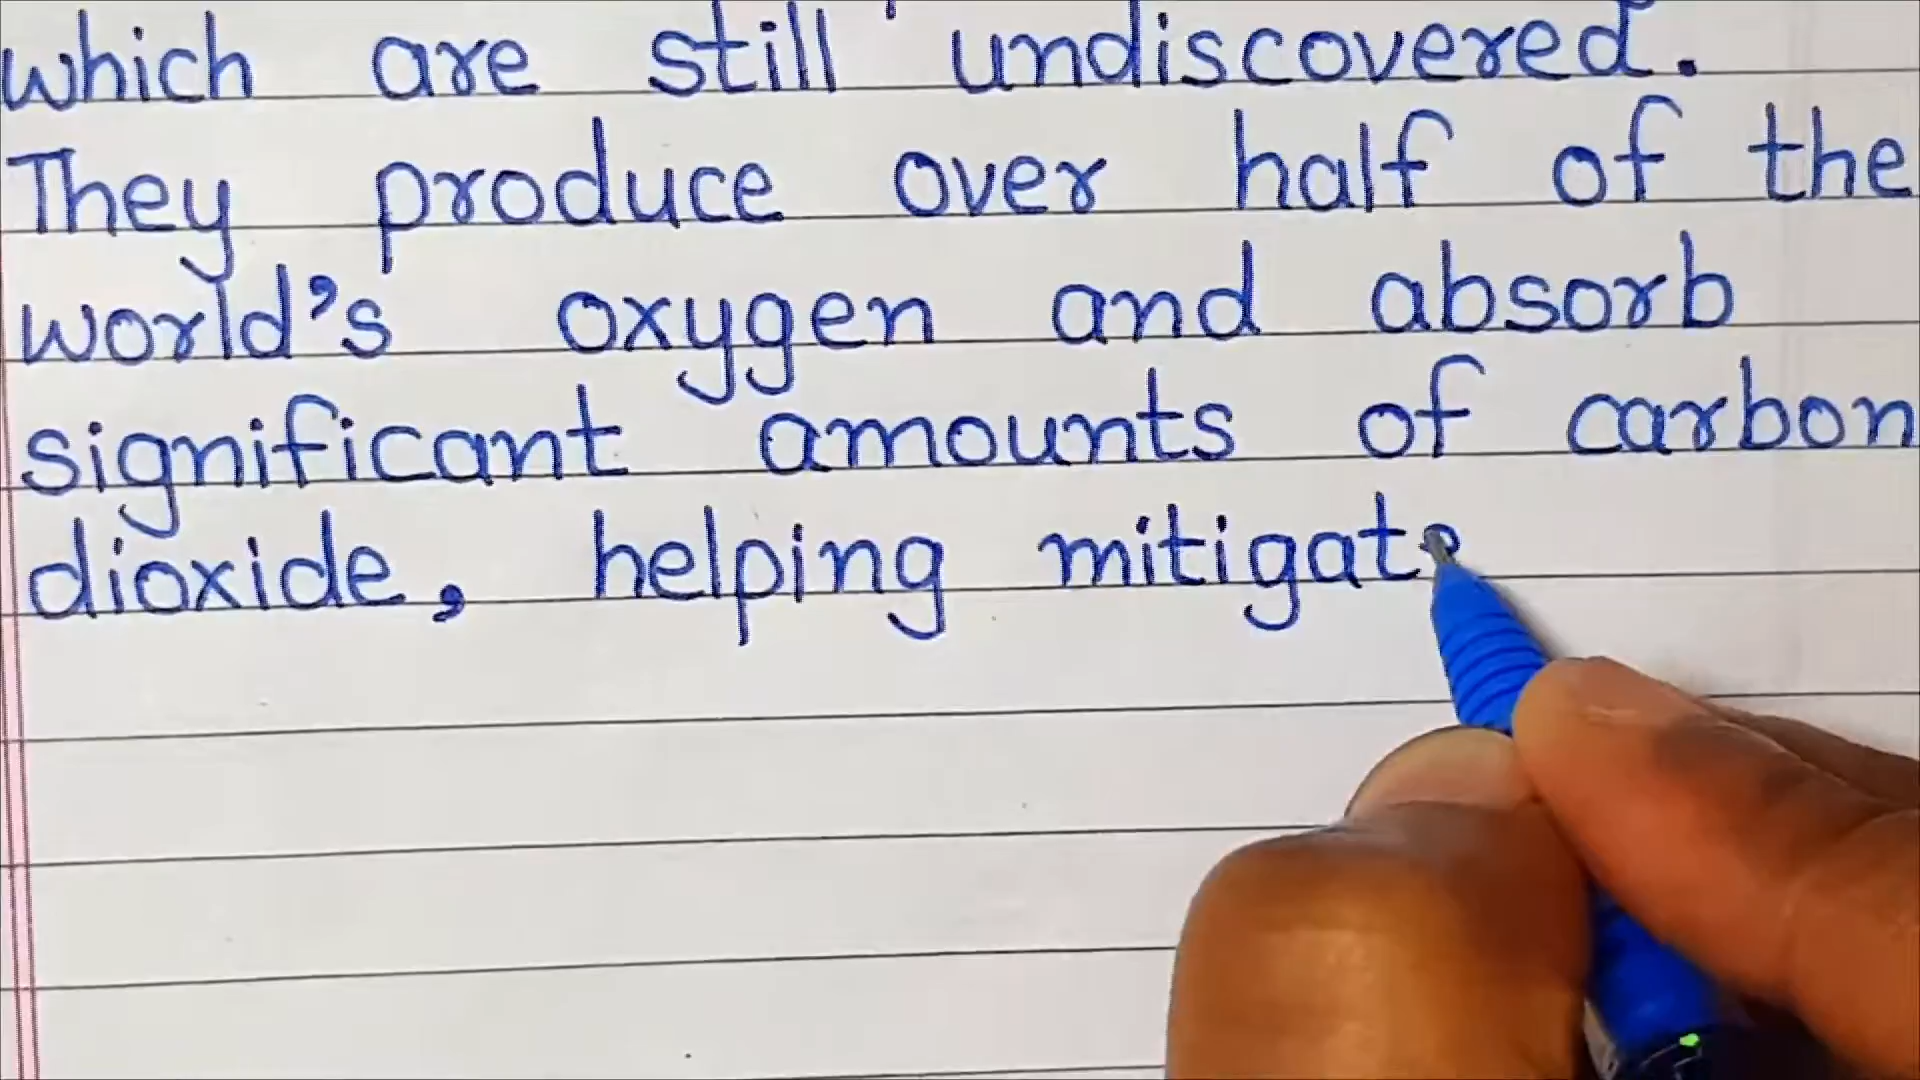 which are still undiscovered.
They produce over half of the
world's oxygen and absorb
significant amounts of carbon
dioxide, helping mitigate